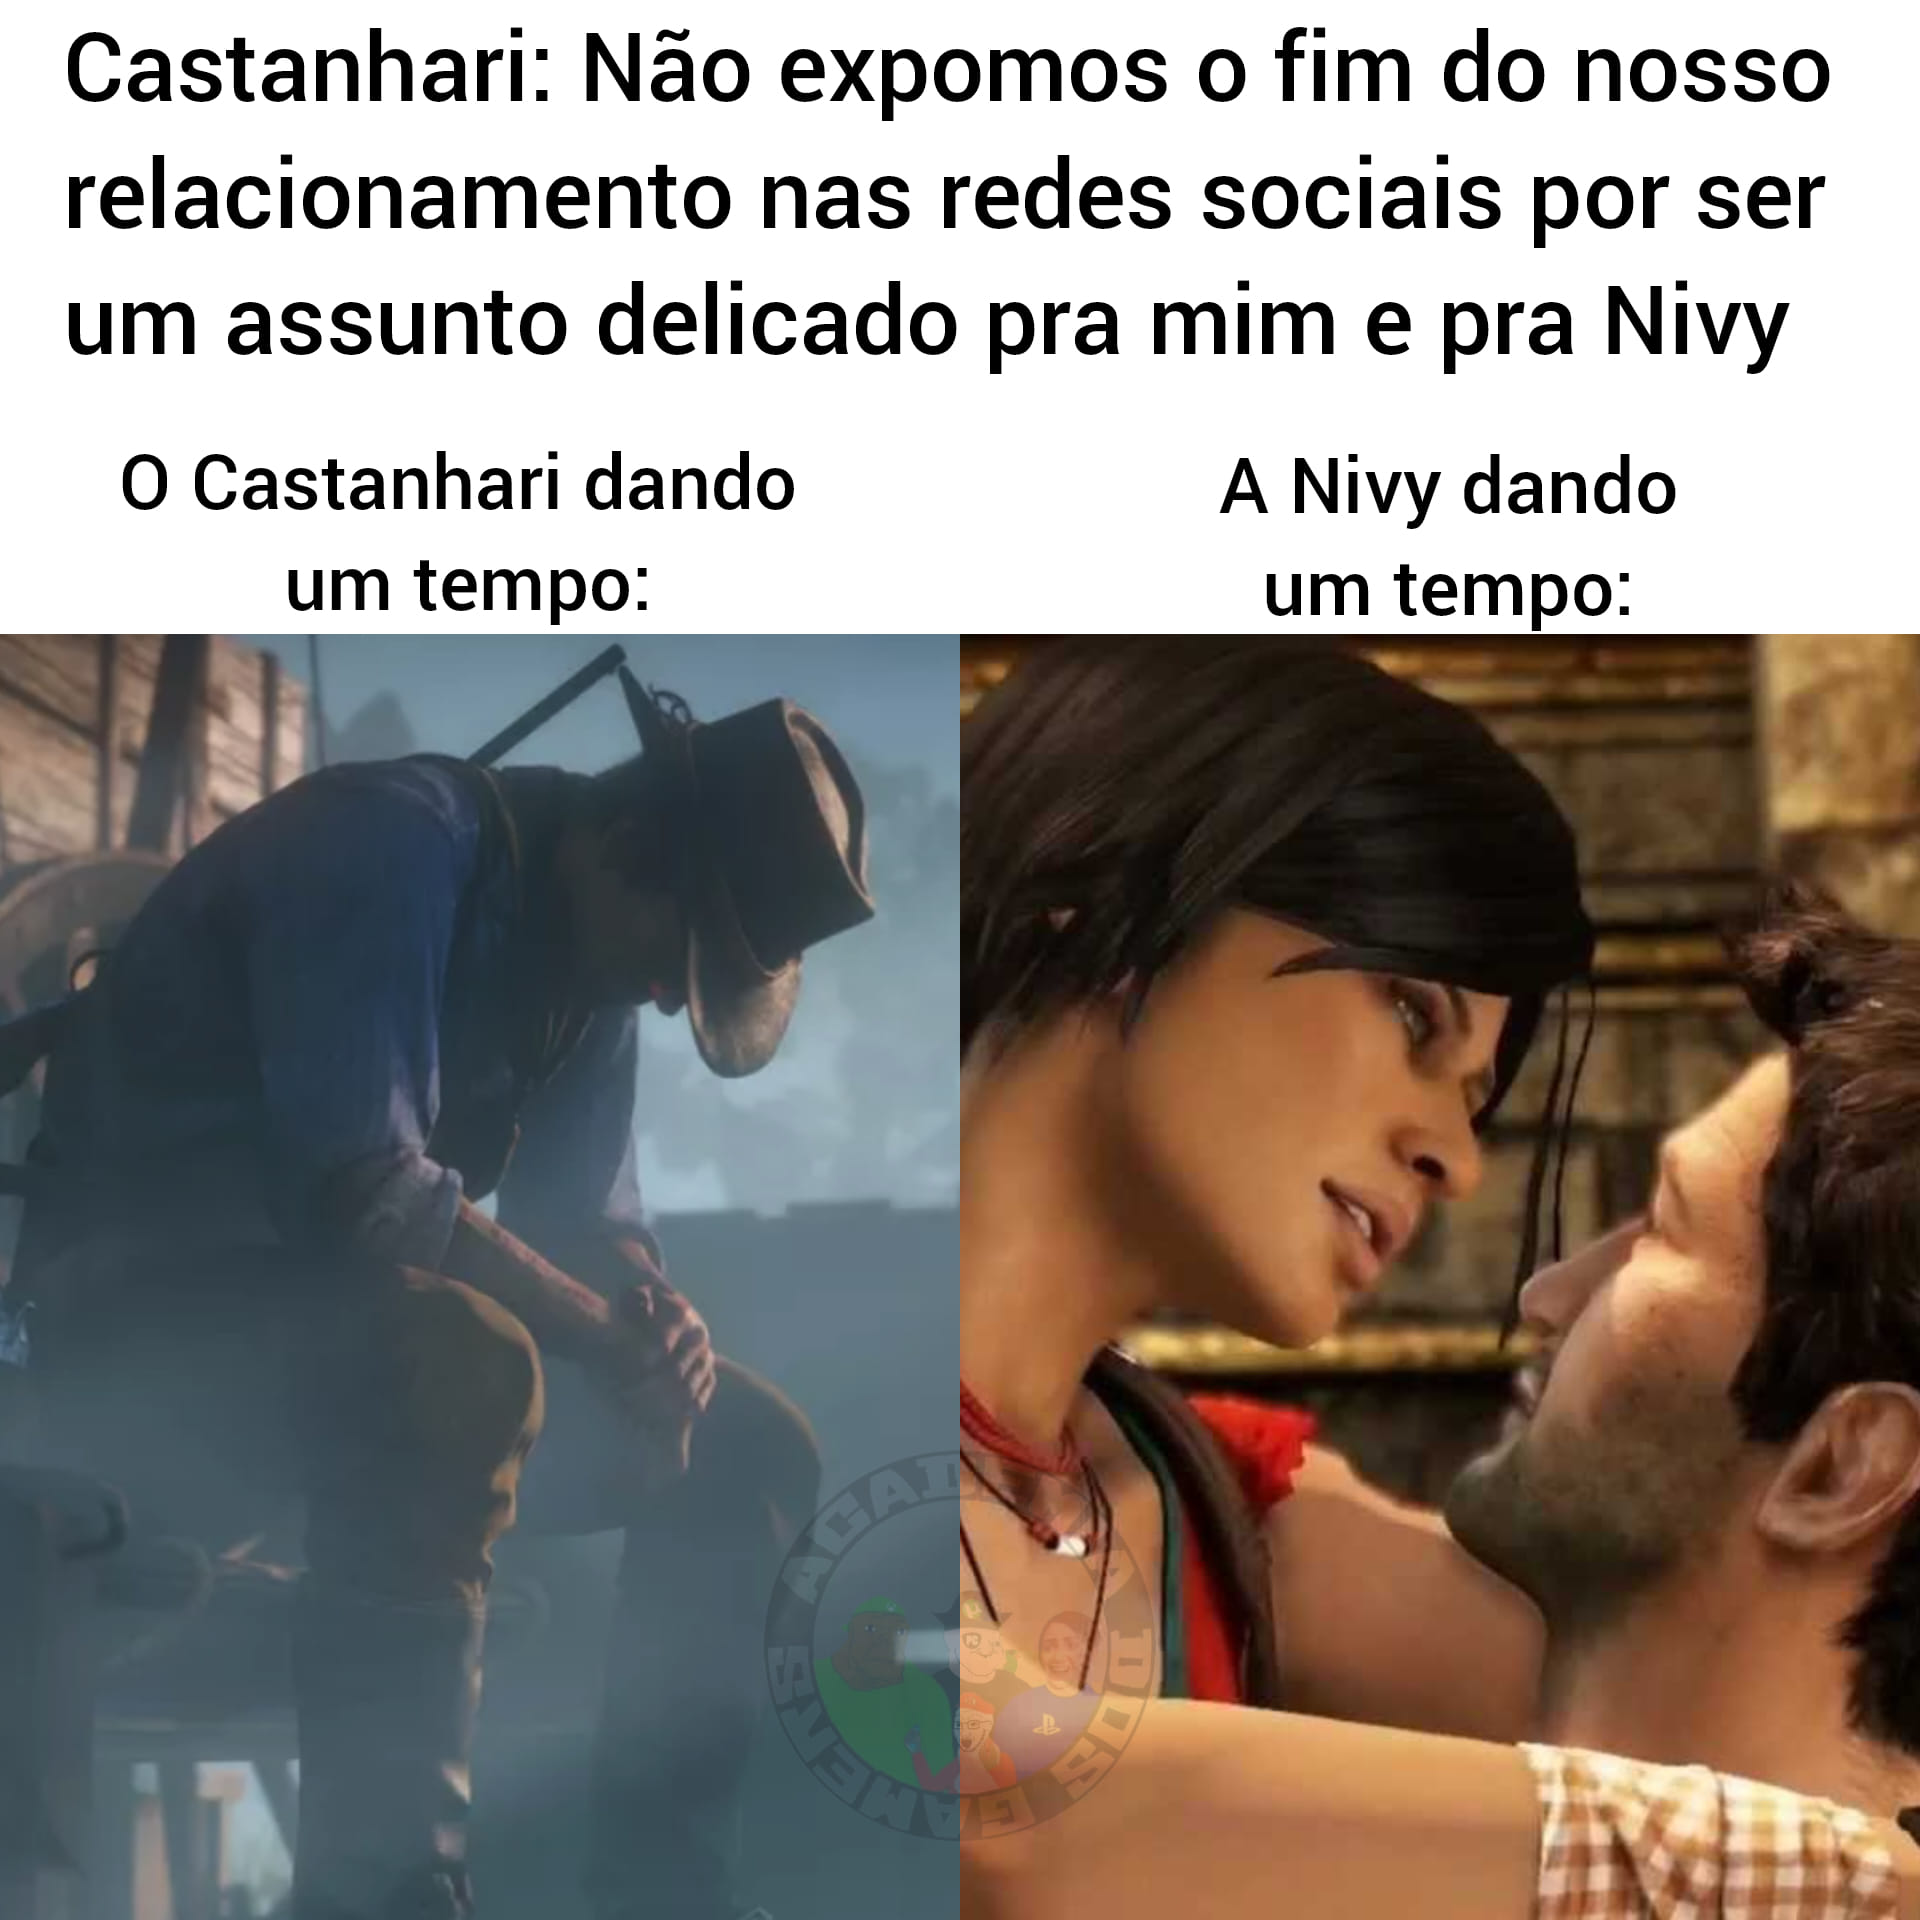 Castanhari: Não expomos o fim do nosso
relacionamento nas redes sociais por ser
um assunto delicado pra mim e pra Nivy
O Castanhari dando
um tempo:
A Nivy dando
um tempo: